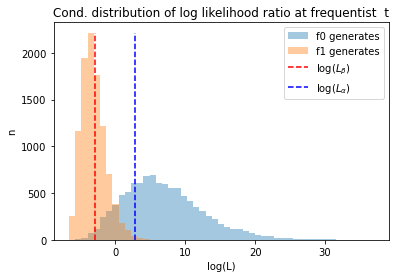 Cond. distribution of log likelihood ratio at frequentist  t
f0 generates
f1 generates
log(L_β)
log(L_α)
n
2000
1500
1000
500
0
0
10
20
30
log(L)